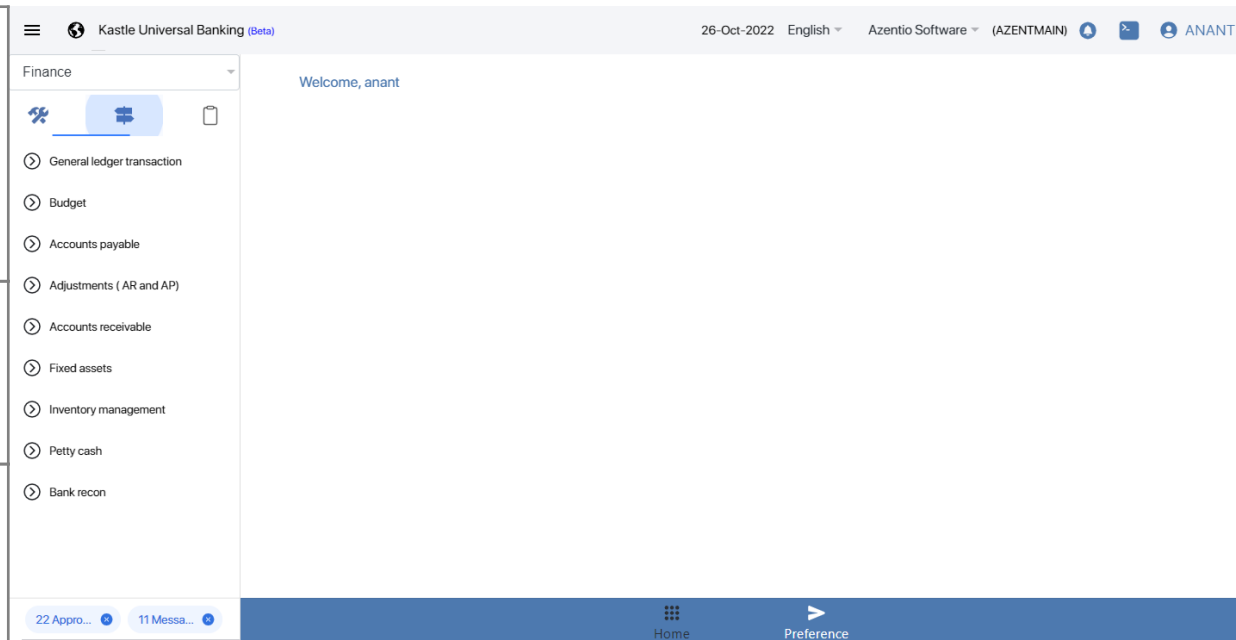 Kastle Universal Banking (Beta) 26-Oct-2022 English Azentio Software (AZENTMAIN) ANANT
Finance
Welcome, anant
General ledger transaction
Budget
Accounts payable
Adjustments ( AR and AP)
Accounts receivable
Fixed assets
Inventory management
Petty cash
Bank recon
22 Appro... 11 Messa...
Home Preference